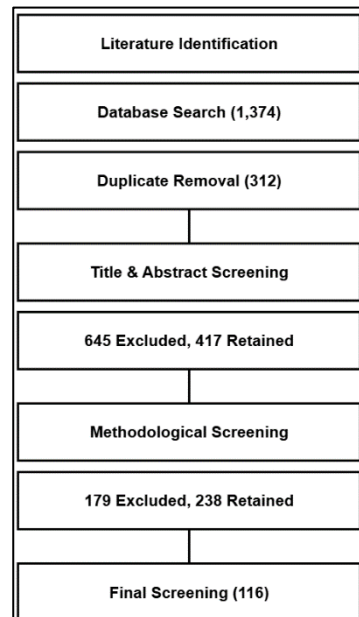 Literature Identification
Database Search (1,374)
Duplicate Removal (312)
Title & Abstract Screening
645 Excluded, 417 Retained
Methodological Screening
179 Excluded, 238 Retained
Final Screening (116)